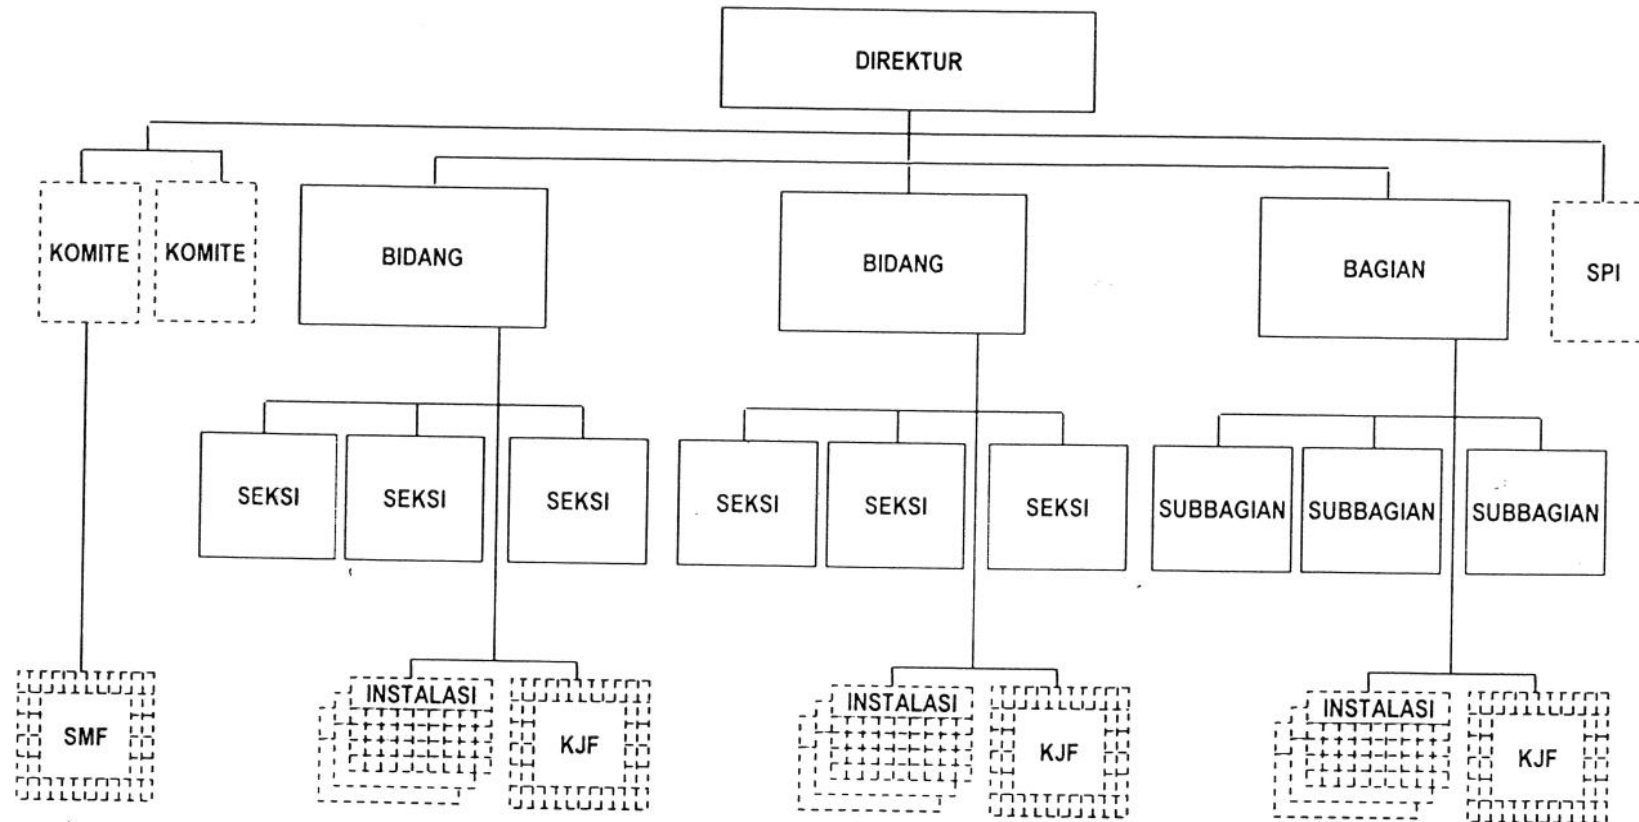 DIREKTUR
KOMITE
KOMITE
BIDANG
BIDANG
BAGIAN
SPI
SEKSI
SEKSI
SEKSI
SEKSI
SEKSI
SEKSI
SUBBAGIAN
SUBBAGIAN
SUBBAGIAN
SMF
INSTALASI
KJF
INSTALASI
KJF
INSTALASI
KJF